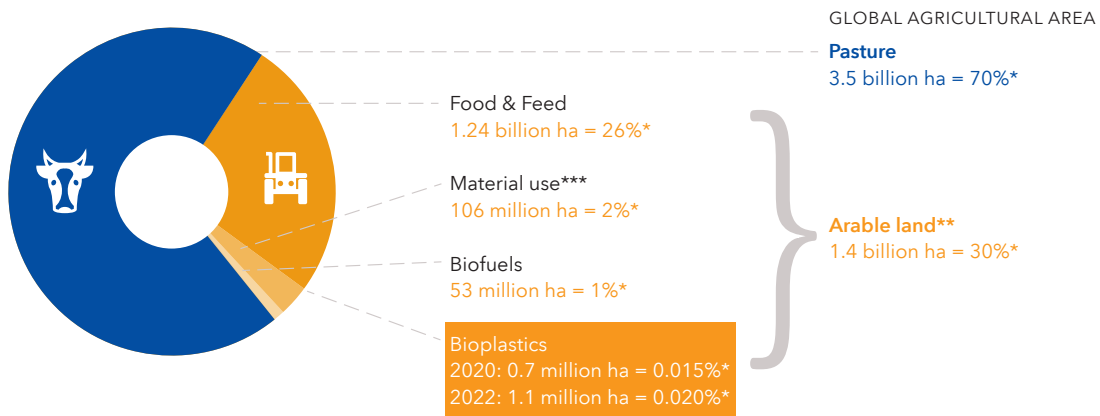 GLOBAL AGRICULTURAL AREA
Pasture
3.5 billion ha = 70%*
Food & Feed
1.24 billion ha = 26%*
Material use***
106 million ha = 2%*
Biofuels
53 million ha = 1%*
Bioplastics
2020: 0.7 million ha = 0.015%*
2022: 1.1 million ha = 0.020%*
Arable land**
1.4 billion ha = 30%*